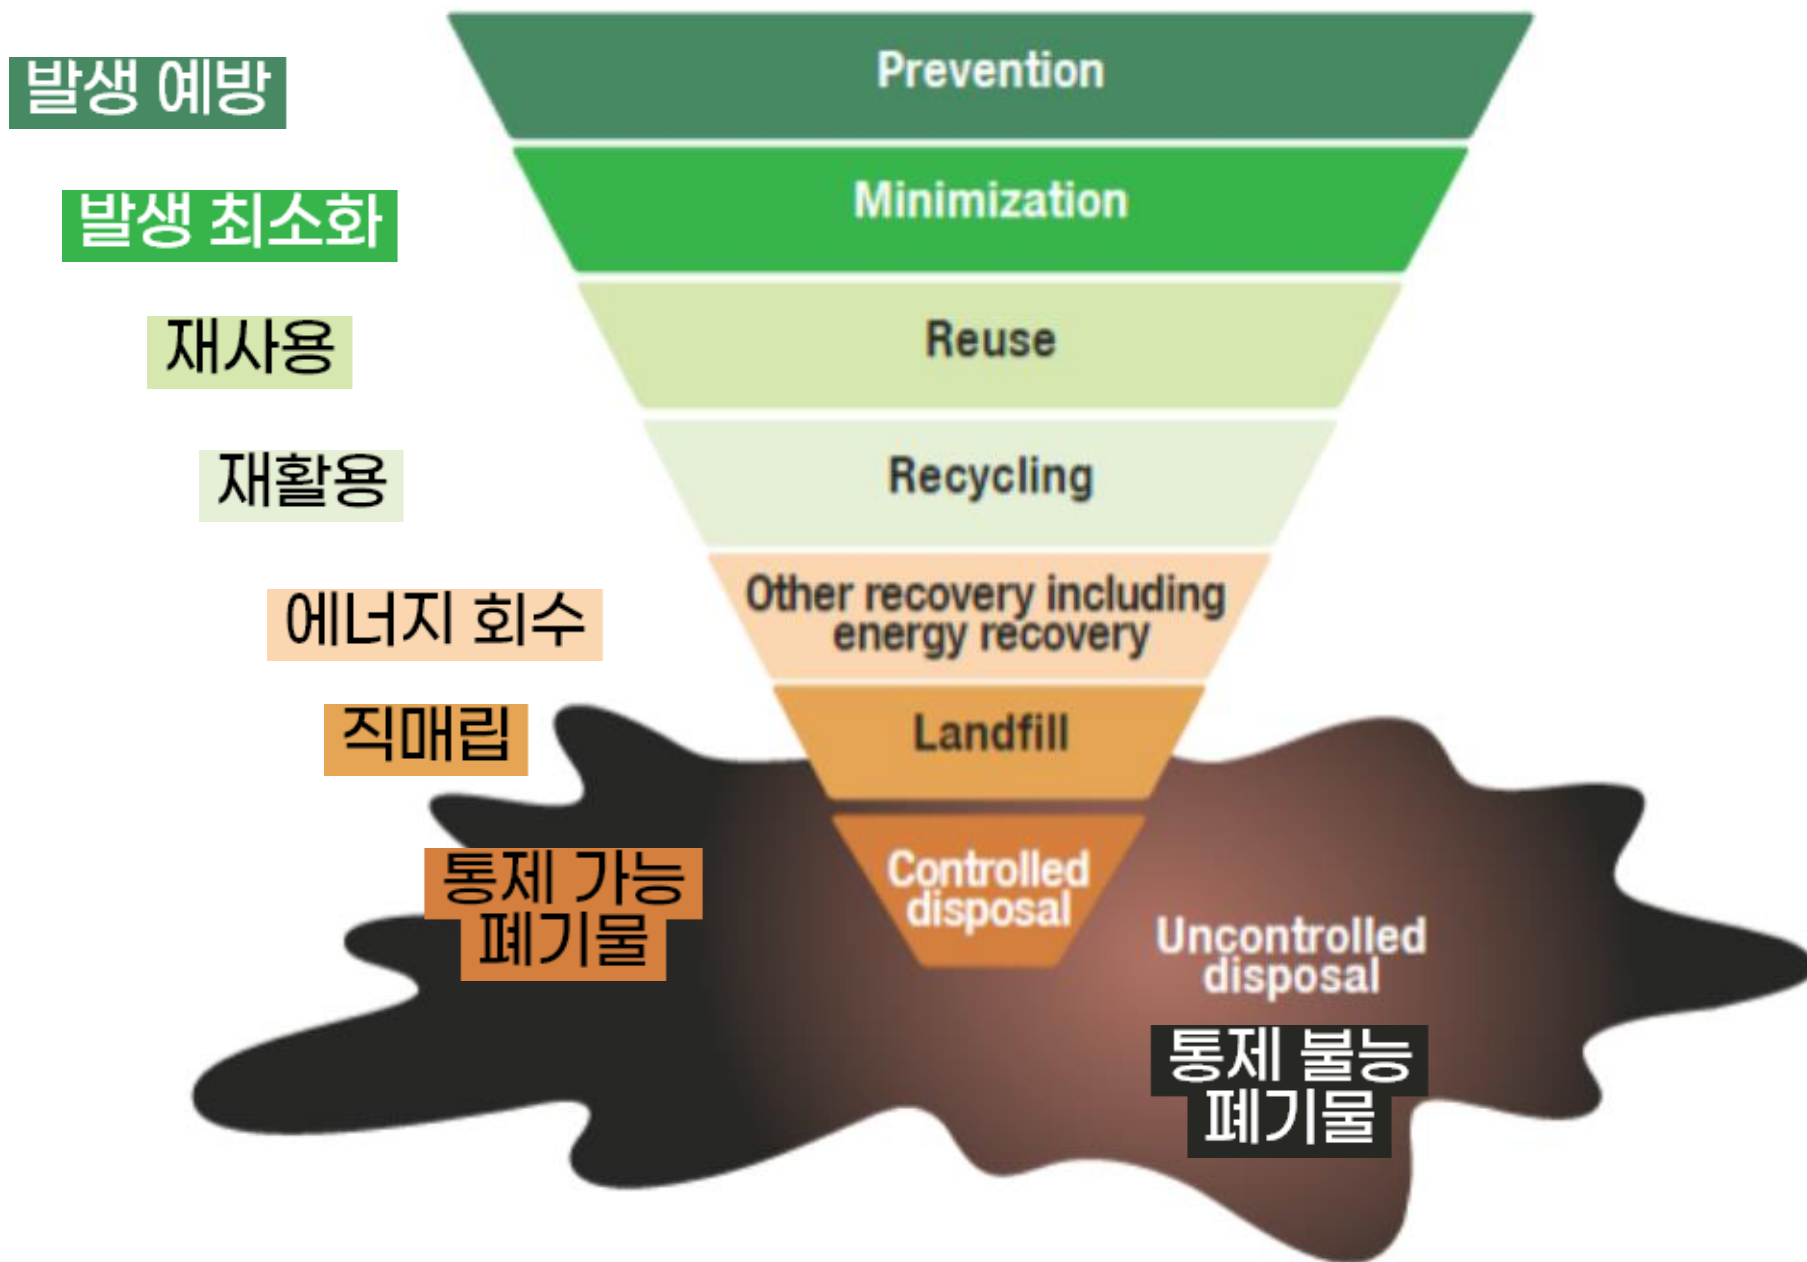 발생 예방
Prevention
발생 최소화
Minimization
재사용
Reuse
재활용
Recycling
에너지 회수
Other recovery including
energy recovery
직매립
Landfill
통제 가능
폐기물
Controlled
disposal
Uncontrolled
disposal
통제 불능
폐기물